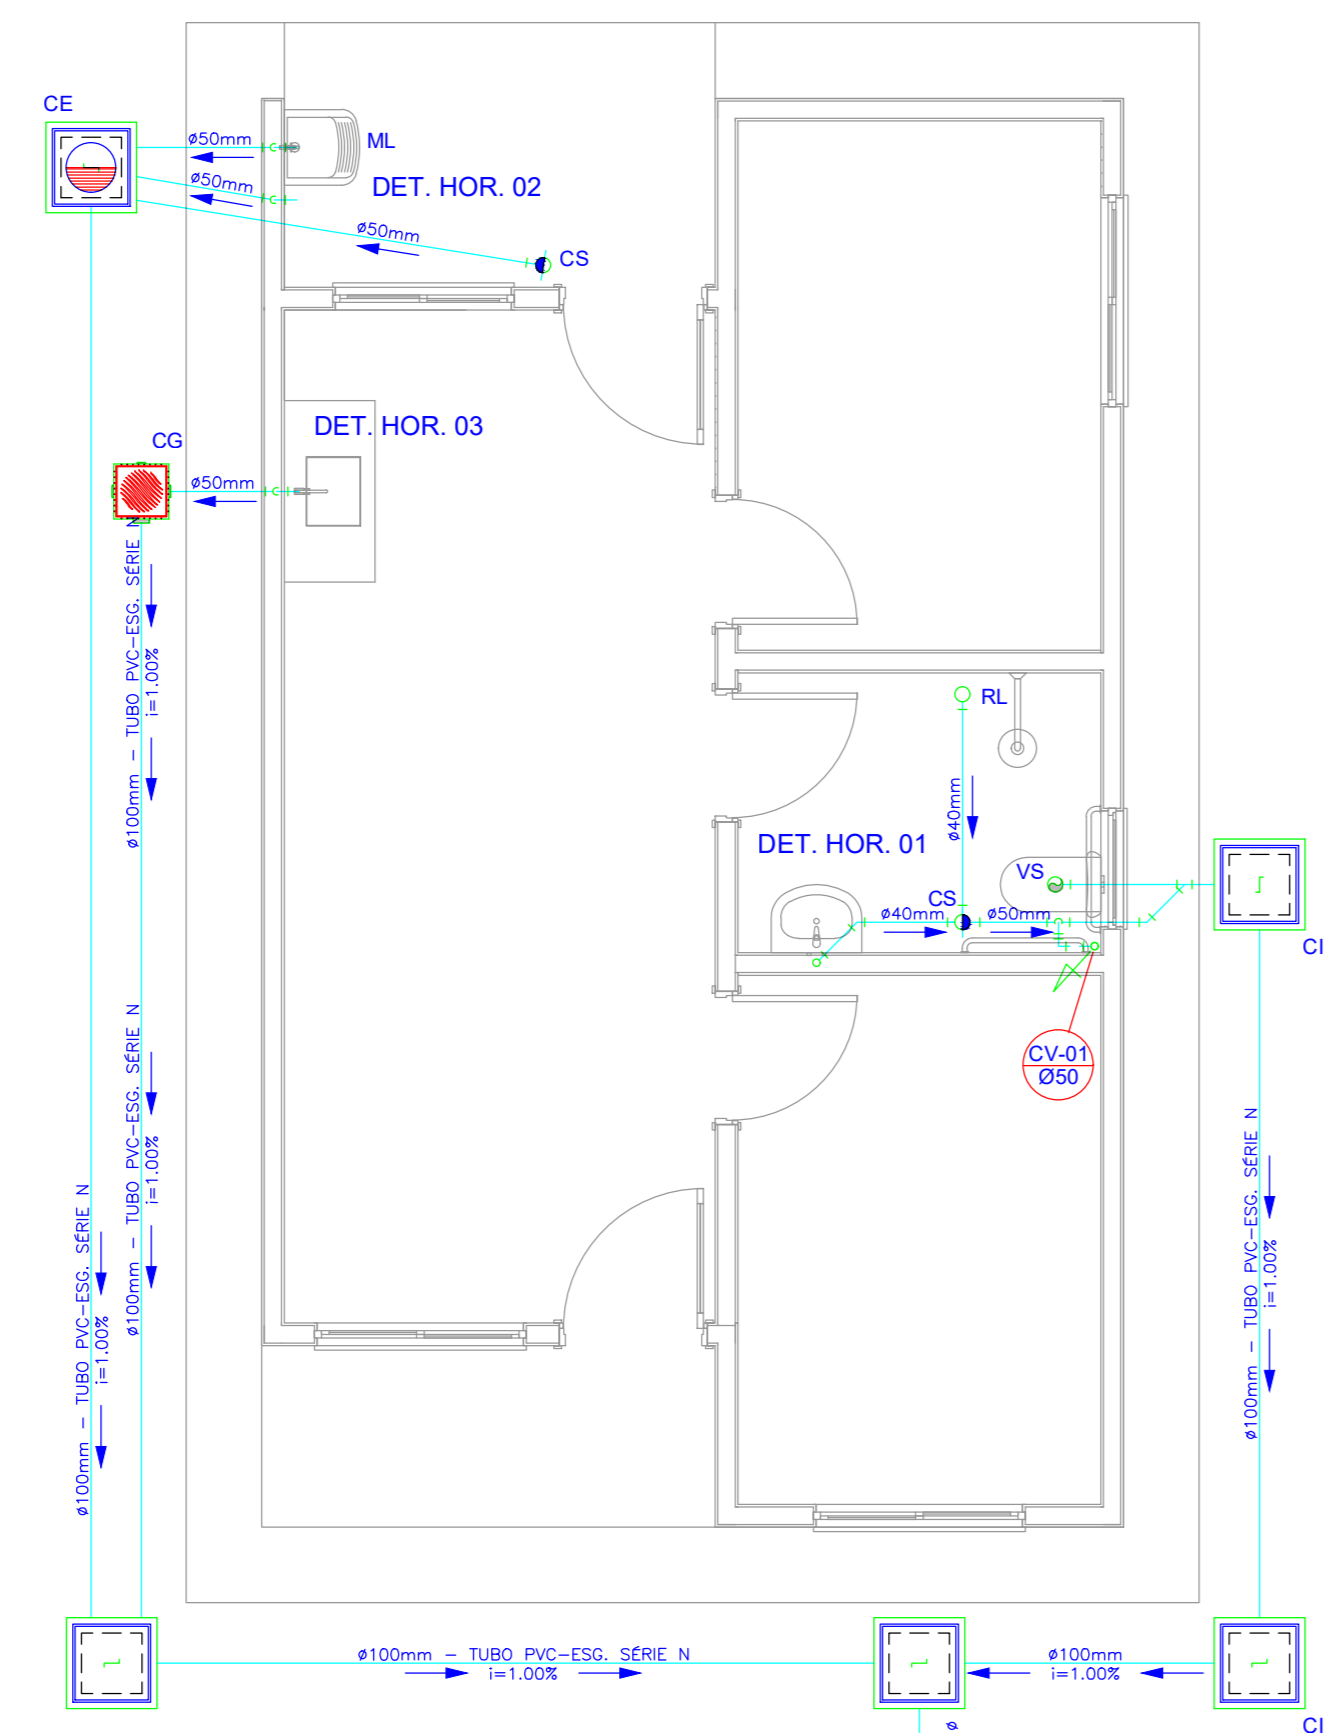 CE
ø50mm
ML
ø50mm
DET. HOR. 02
ø50mm
CS
DET. HOR. 03
CG
ø50mm
ø100mm – TUBO PVC–ESG. SÉRIE N
i=1.00%
RL
ø40mm
DET. HOR. 01
VS
CS
ø40mm
ø50mm
CI
CV-01
Ø50
ø100mm – TUBO PVC–ESG. SÉRIE N
i=1.00%
ø100mm – TUBO PVC–ESG. SÉRIE N
i=1.00%
ø100mm – TUBO PVC–ESG. SÉRIE N
i=1.00%
ø100mm – TUBO PVC–ESG. SÉRIE N
i=1.00%
ø100mm
i=1.00%
CI
ø